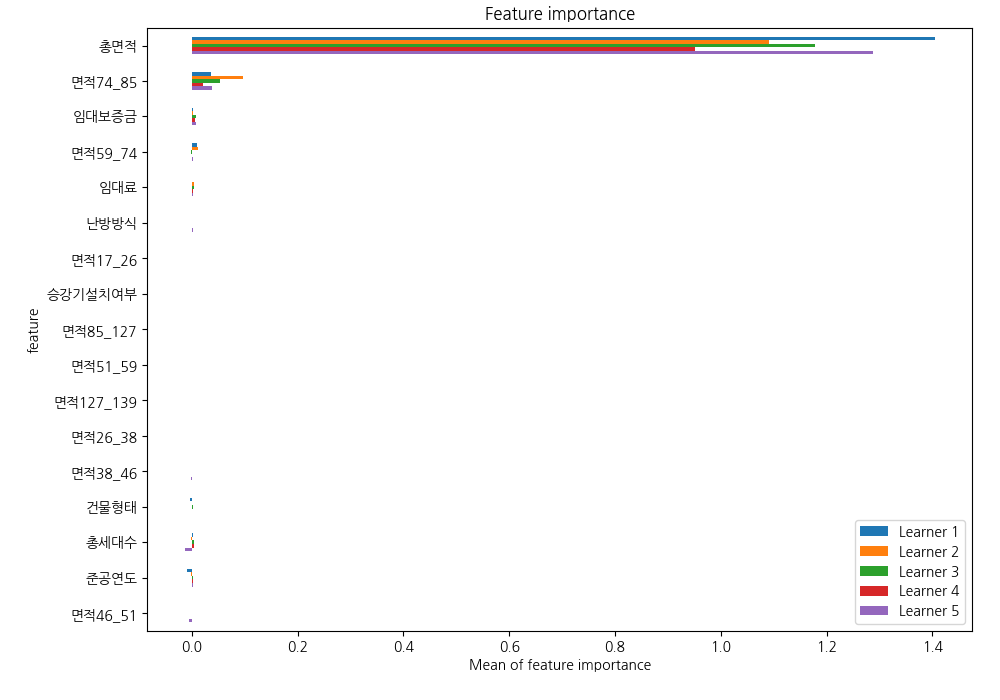 Feature importance
총면적
면적74_85
임대보증금
면적59_74
임대료
난방방식
면적17_26
승강기설치여부
면적85_127
면적51_59
면적127_139
면적26_38
면적38_46
건물형태
총세대수
준공연도
면적46_51
feature
Learner 1
Learner 2
Learner 3
Learner 4
Learner 5
0.0 0.2 0.4 0.6 0.8 1.0 1.2 1.4
Mean of feature importance